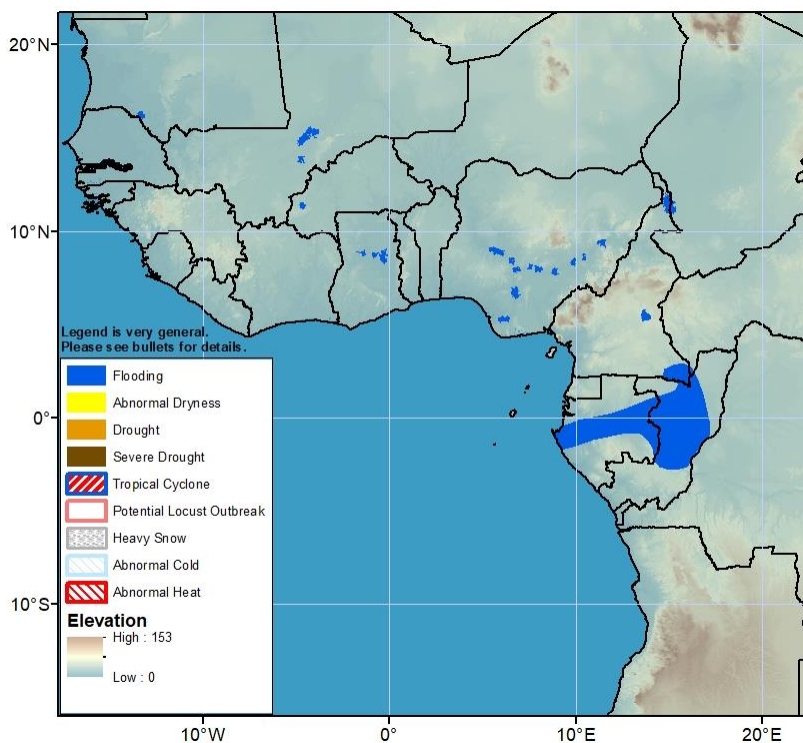 20°N
10°N
0°
10°S
Legend is very general.
Please see bullets for details.
Flooding
Abnormal Dryness
Drought
Severe Drought
Tropical Cyclone
Potential Locust Outbreak
Heavy Snow
Abnormal Cold
Abnormal Heat
Elevation
High : 153
Low : 0
10°W
0°
10°E
20°E